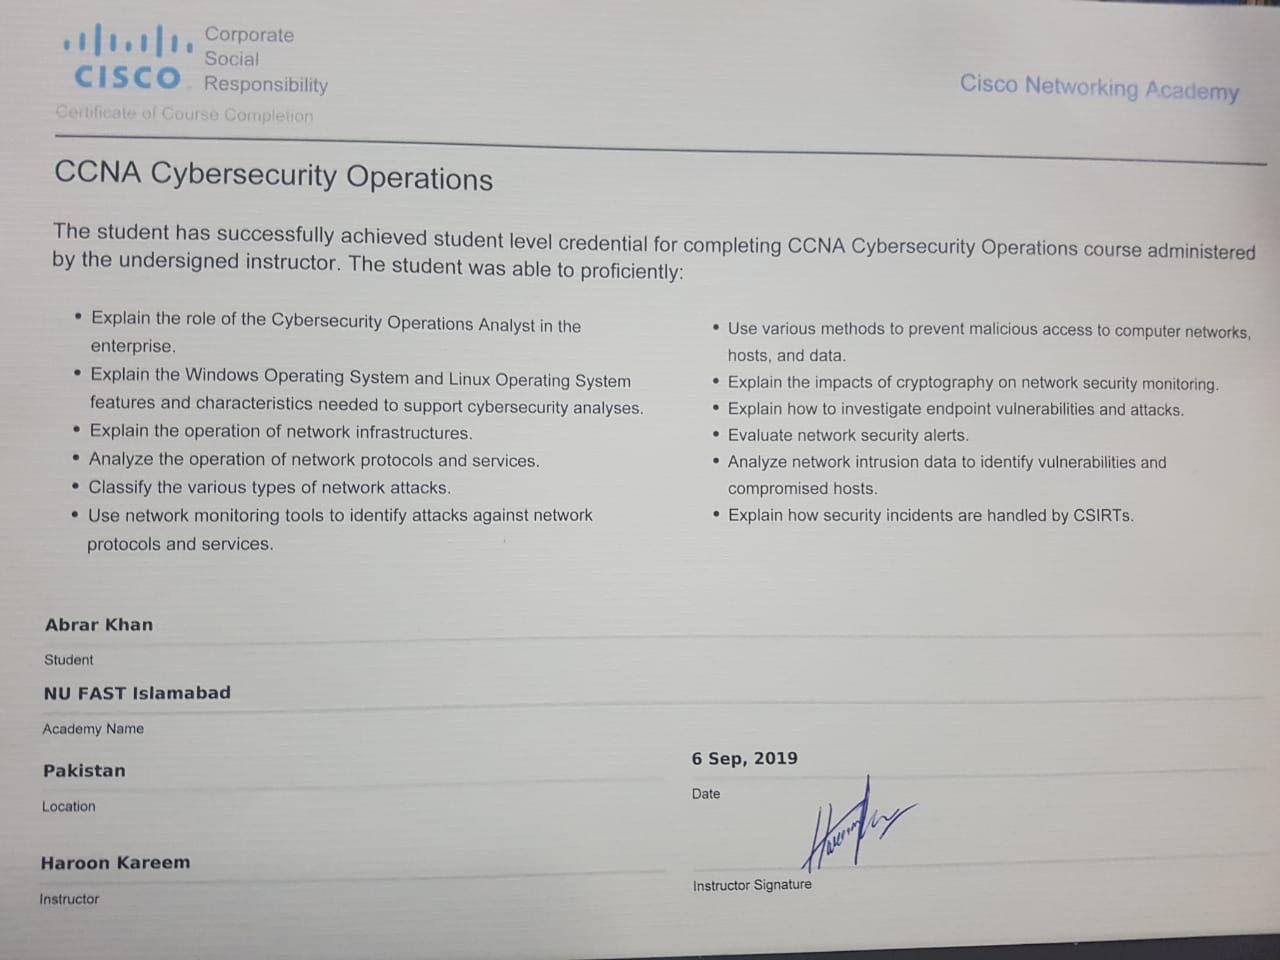 CISCO
Corporate
Social
Responsibility
Certificate of Course Completion
Cisco Networking Academy
CCNA Cybersecurity Operations
The student has successfully achieved student level credential for completing CCNA Cybersecurity Operations course administered
by the undersigned instructor. The student was able to proficiently:
• Explain the role of the Cybersecurity Operations Analyst in the
enterprise.
• Explain the Windows Operating System and Linux Operating System
features and characteristics needed to support cybersecurity analyses.
• Explain the operation of network infrastructures.
• Analyze the operation of network protocols and services.
• Classify the various types of network attacks.
• Use network monitoring tools to identify attacks against network
protocols and services.
• Use various methods to prevent malicious access to computer networks,
hosts, and data.
• Explain the impacts of cryptography on network security monitoring.
• Explain how to investigate endpoint vulnerabilities and attacks.
• Evaluate network security alerts.
• Analyze network intrusion data to identify vulnerabilities and
compromised hosts.
• Explain how security incidents are handled by CSIRTs.
Abrar Khan
Student
NU FAST Islamabad
Academy Name
Pakistan
Location
6 Sep, 2019
Date
Haroon Kareem
Instructor
Instructor Signature